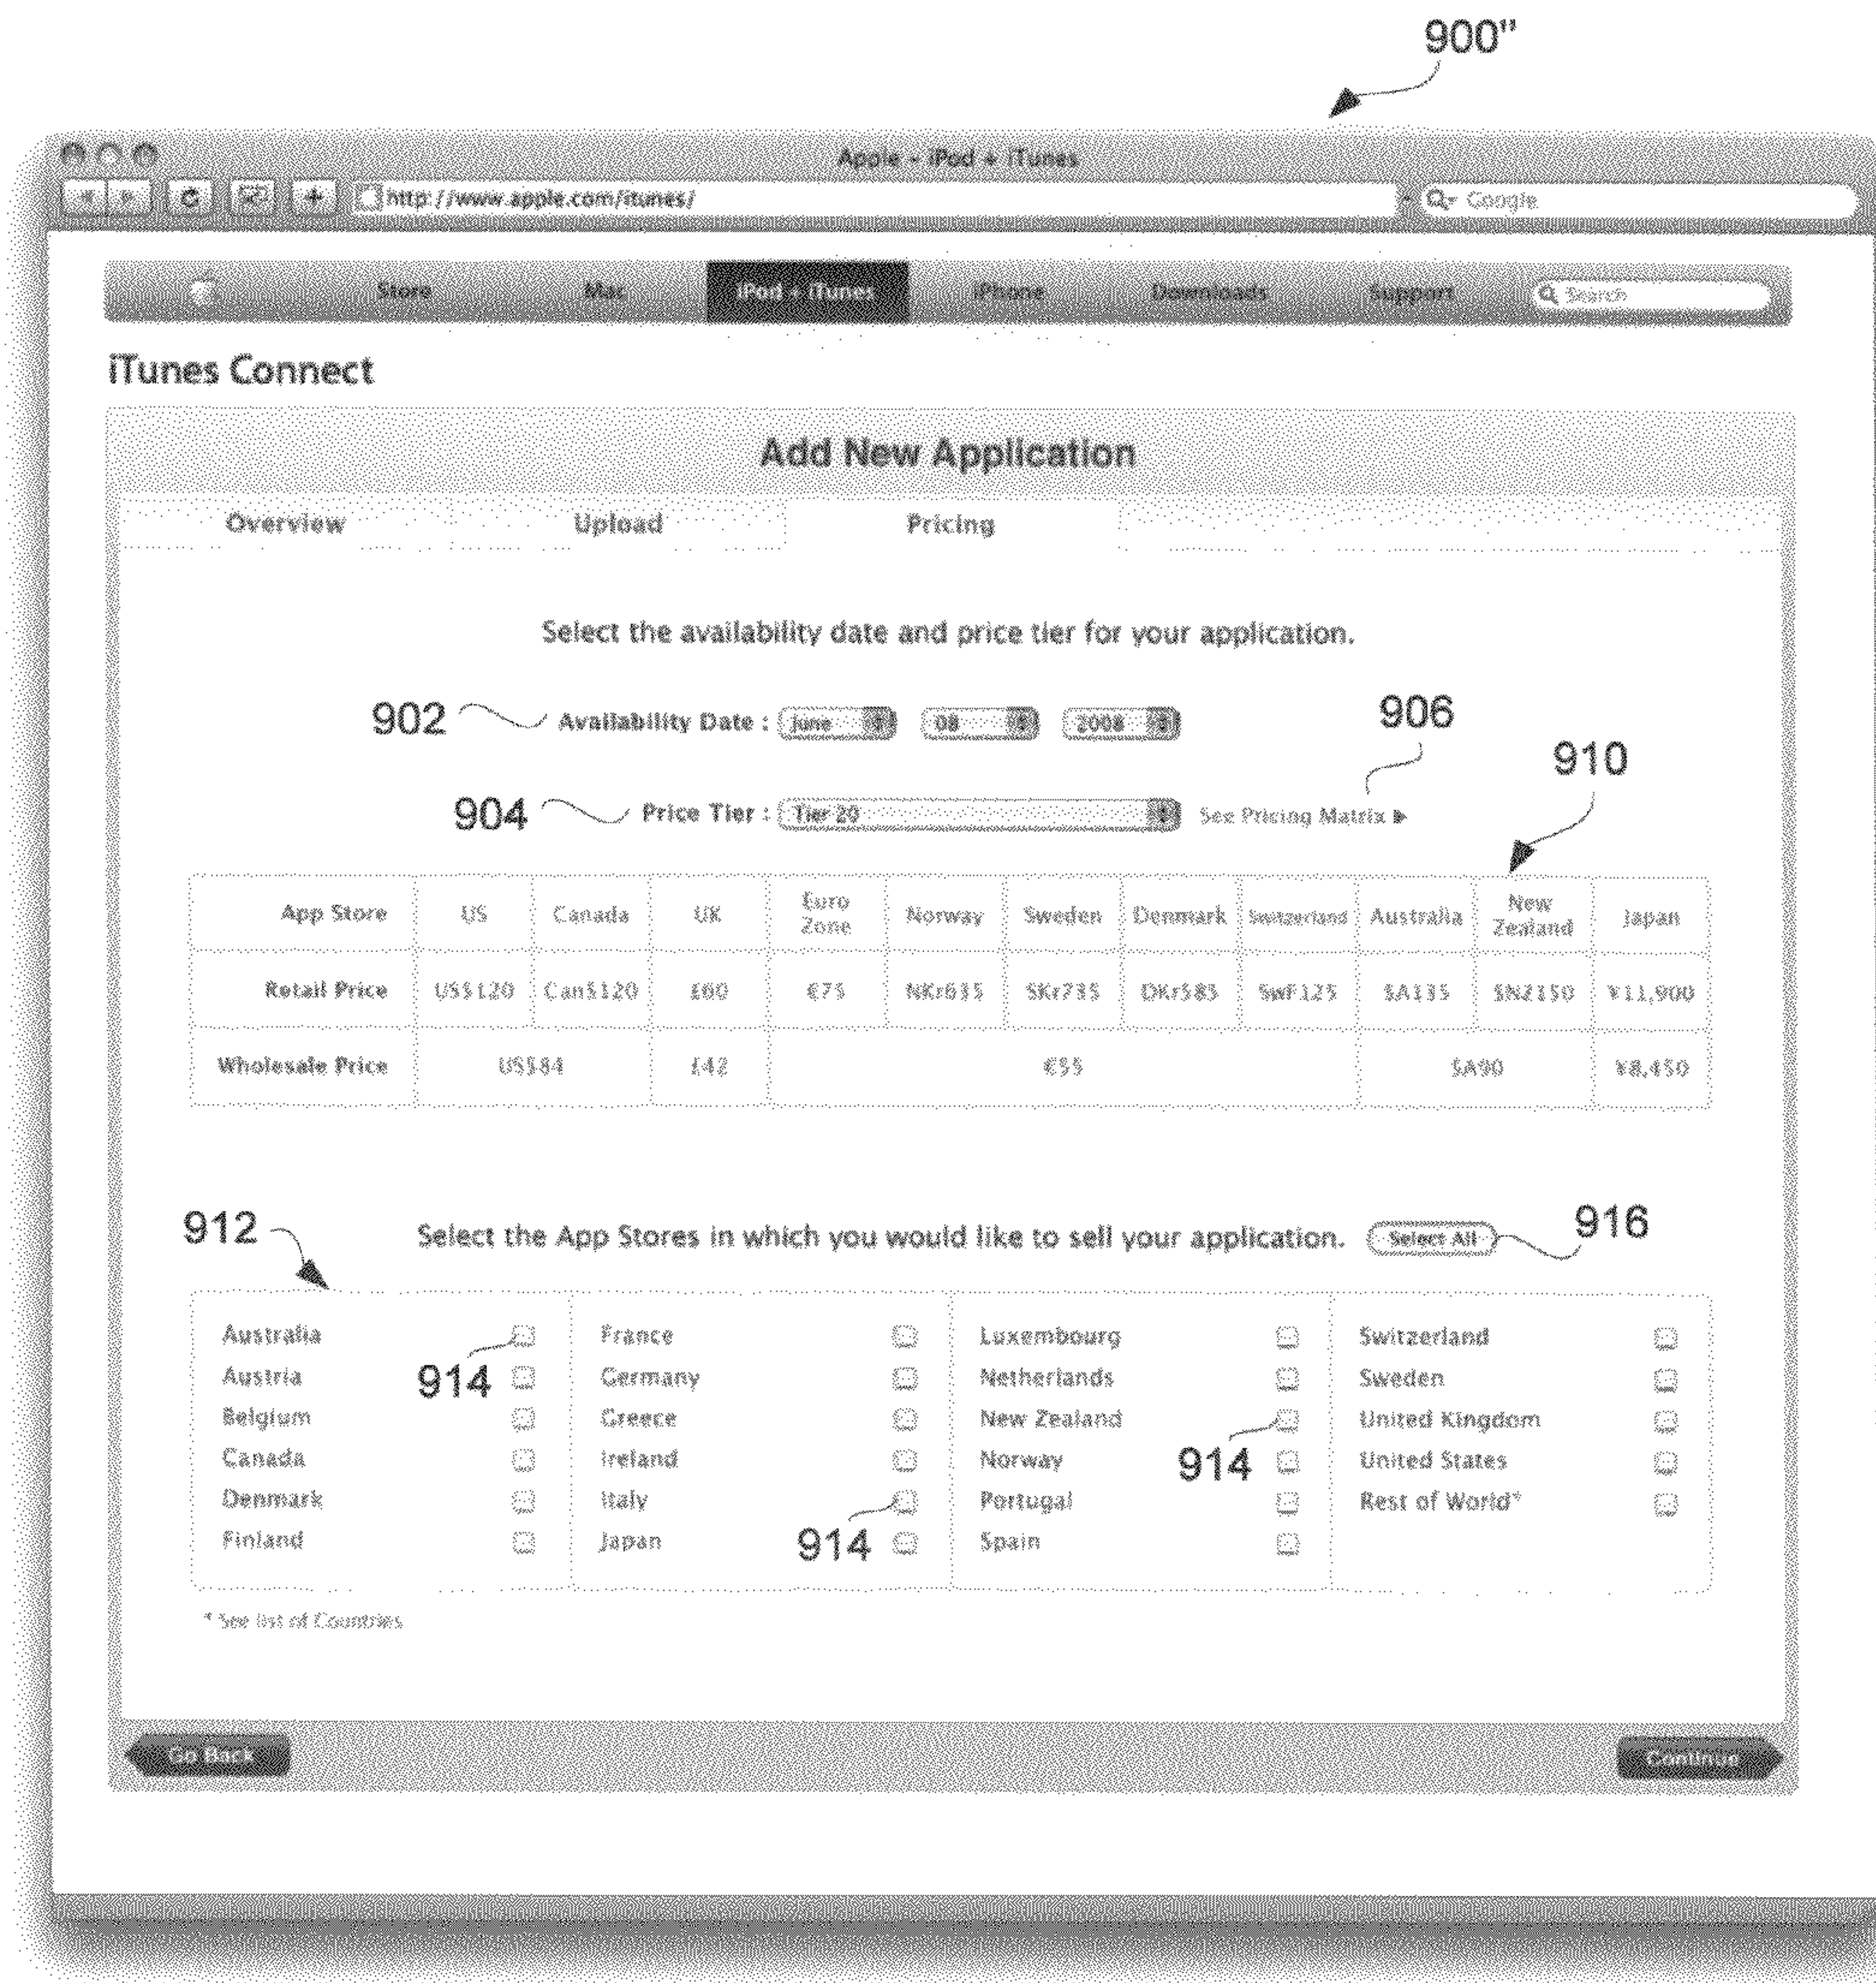 900"
Apple - iPod + iTunes
http://www.apple.com/itunes/
Google
Store Mac iPod + iTunes iPhone Downloads Support Search
iTunes Connect
Add New Application
Overview Upload Pricing
Select the availability date and price tier for your application.
902 Availability Date : June 08 2008
906
910
904 Price Tier : Tier 20 See Pricing Matrix ▶
App Store US Canada UK Euro Zone Norway Sweden Denmark Switzerland Australia New Zealand Japan
Retail Price US$120 Can$120 £60 €75 NKr635 SKr735 DKr585 SwF125 $A135 $NZ150 ¥11,900
Wholesale Price US$84 £42 €55 $A90 ¥8,450
912 Select the App Stores in which you would like to sell your application. Select All 916
Australia France Luxembourg Switzerland
914
Austria Germany Netherlands Sweden
Belgium Greece New Zealand United Kingdom
914
Canada Ireland Norway United States
Denmark Italy Portugal Rest of World*
914
Finland Japan Spain
* See list of Countries
Go Back Continue